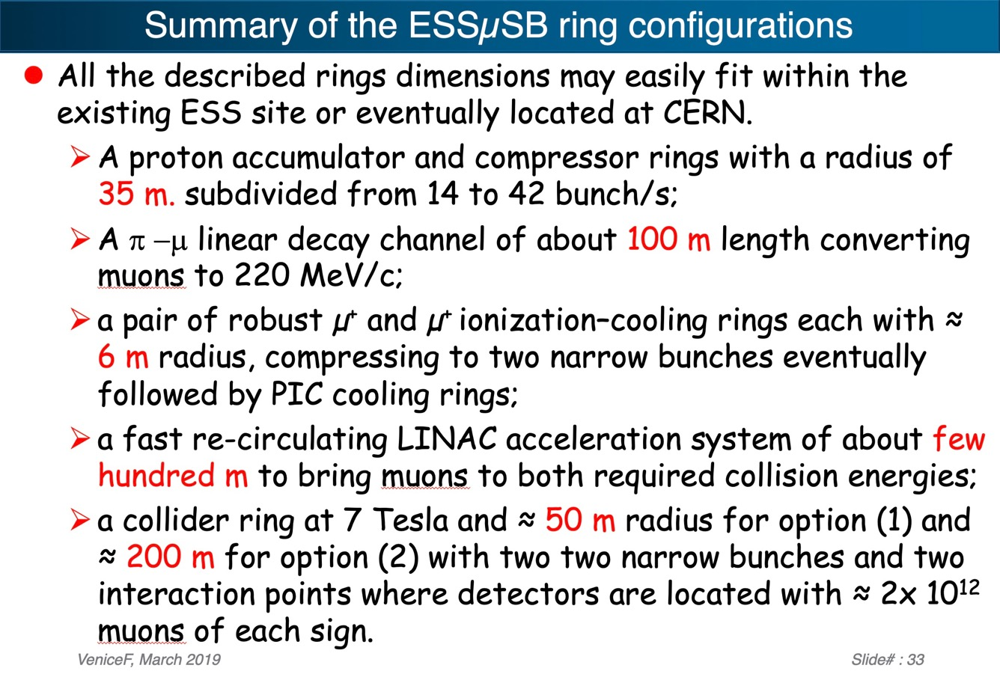 Summary of the ESSμSB ring configurations
All the described rings dimensions may easily fit within the
existing ESS site or eventually located at CERN.
A proton accumulator and compressor rings with a radius of
35 m. subdivided from 14 to 42 bunch/s;
A π –μ linear decay channel of about 100 m length converting
muons to 220 MeV/c;
a pair of robust μ⁺ and μ⁺ ionization–cooling rings each with ≈
6 m radius, compressing to two narrow bunches eventually
followed by PIC cooling rings;
a fast re-circulating LINAC acceleration system of about few
hundred m to bring muons to both required collision energies;
a collider ring at 7 Tesla and ≈ 50 m radius for option (1) and
≈ 200 m for option (2) with two two narrow bunches and two
interaction points where detectors are located with ≈ 2x 10¹²
muons of each sign.
VeniceF, March 2019
Slide# : 33